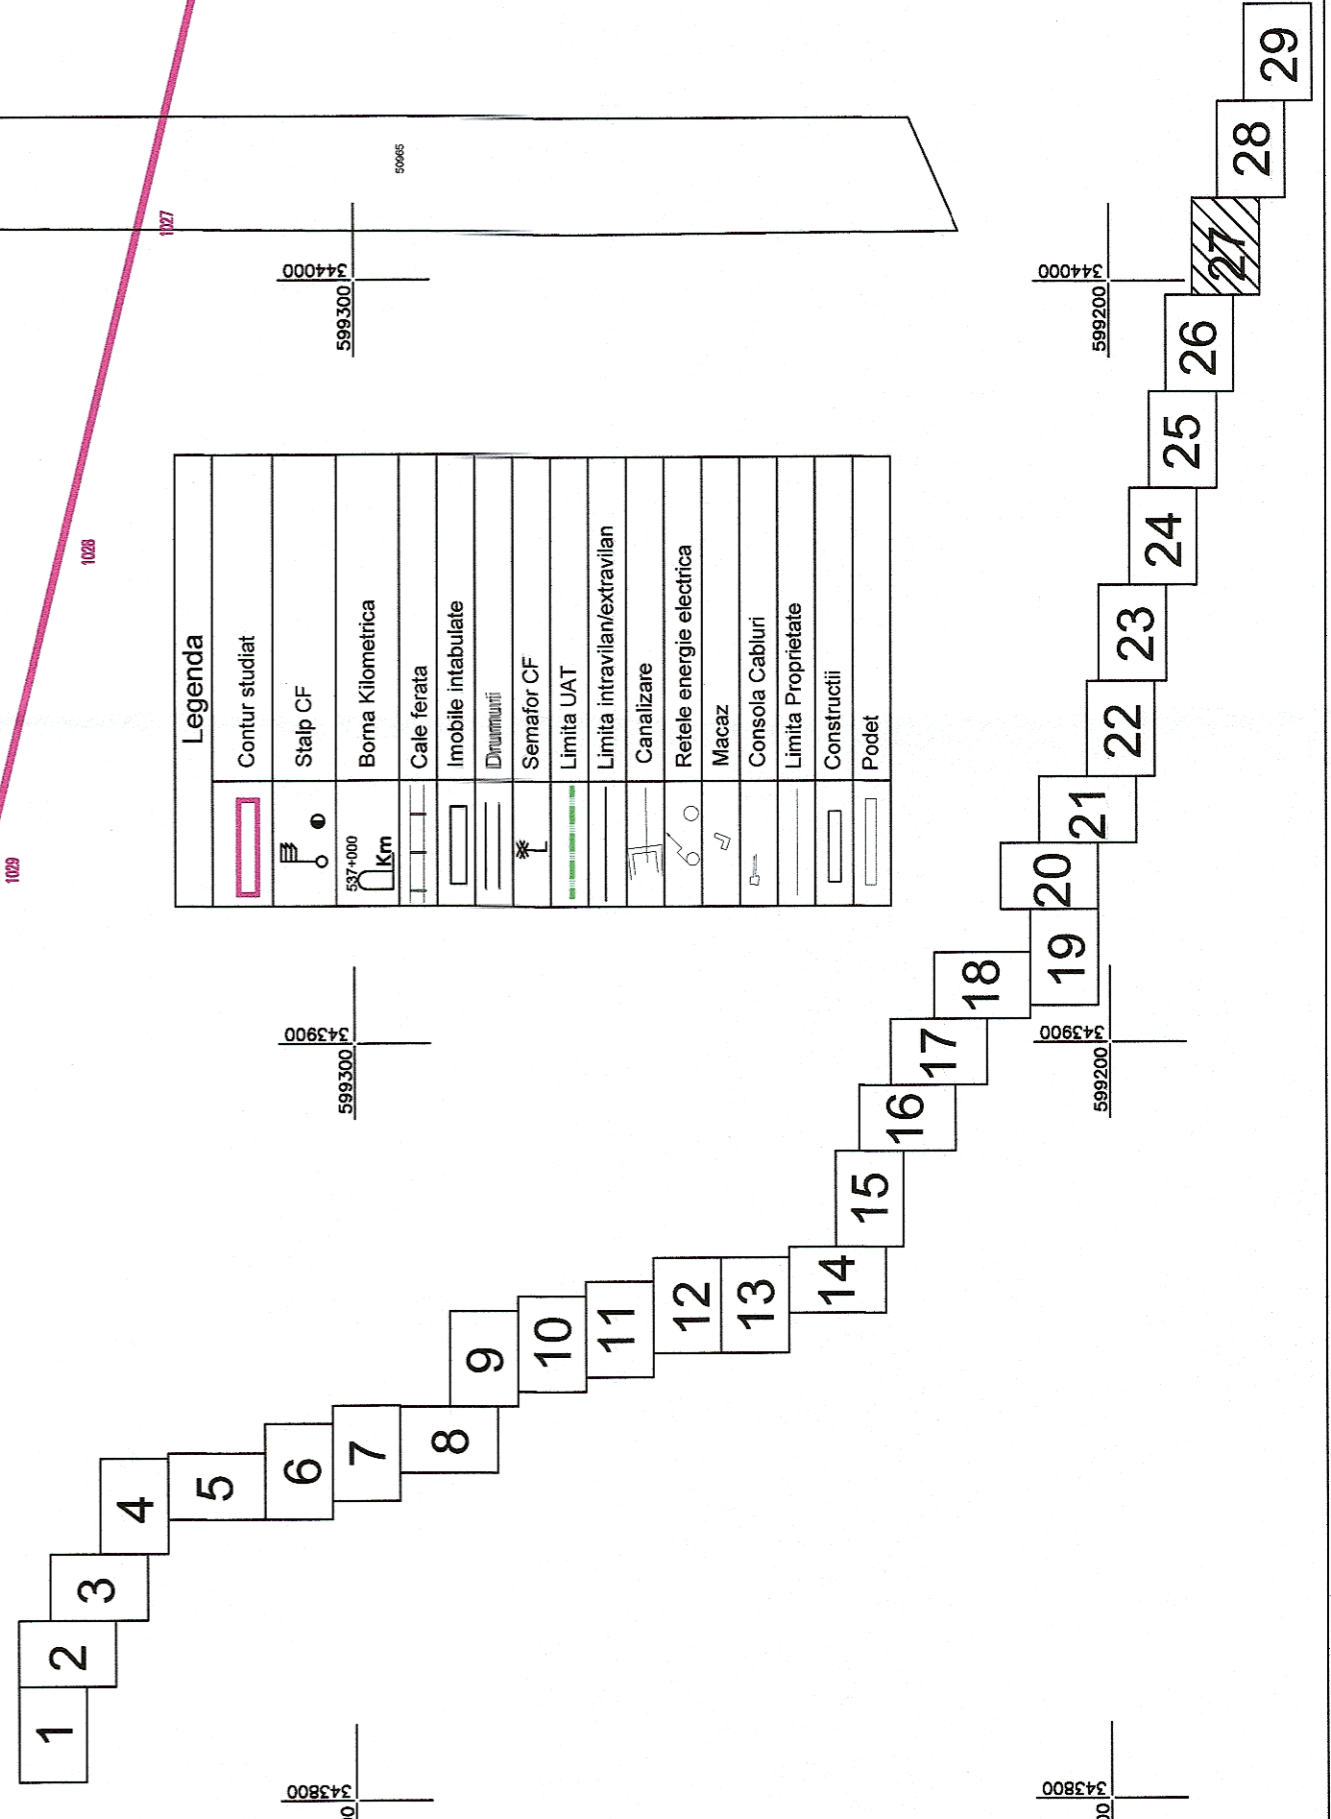 1029
1028
1027
50965
344000
599300
344000
599200
343900
599300
343900
599200
343800
343800
Legenda
Contur studiat
Stalp CF
537+000
Km
Borna Kilometrica
Cale ferata
Imobile intabulate
Drumuri
Semafor CF
Limita UAT
Limita intravilan/extravilan
Canalizare
Retele energie electrica
Macaz
Consola Cabluri
Limita Proprietate
Constructii
Podet
1
2
3
4
5
6
7
8
9
10
11
12
13
14
15
16
17
18
19
20
21
22
23
24
25
26
27
28
29